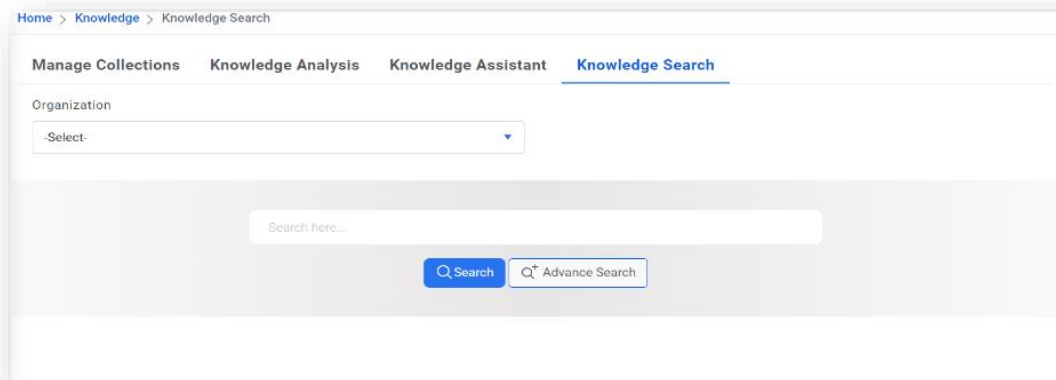 Home > Knowledge > Knowledge Search
Manage Collections Knowledge Analysis Knowledge Assistant Knowledge Search
Organization
-Select-
Search here...
Search Advance Search